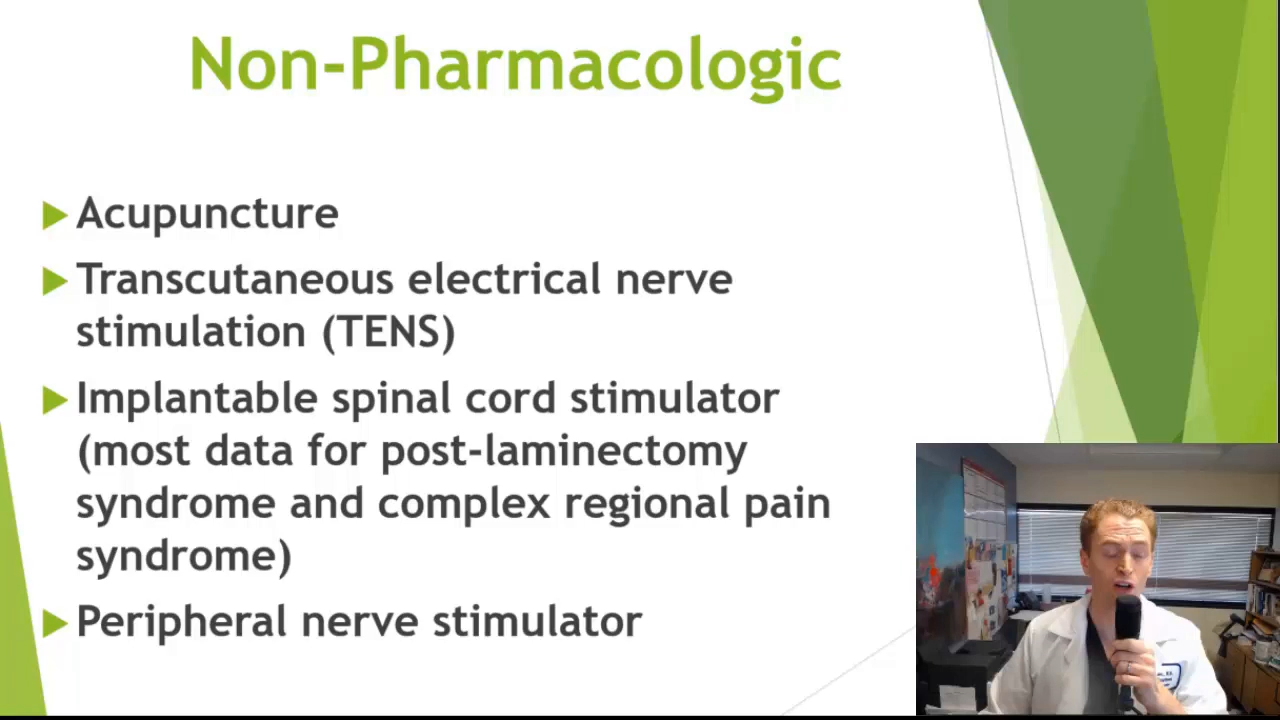 Non-Pharmacologic
Acupuncture
Transcutaneous electrical nerve
stimulation (TENS)
Implantable spinal cord stimulator
(most data for post-laminectomy
syndrome and complex regional pain
syndrome)
Peripheral nerve stimulator